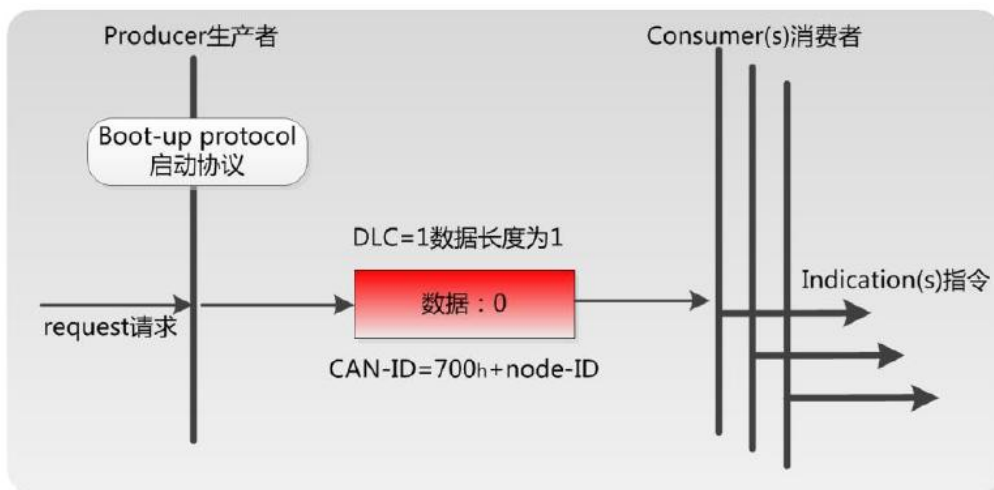 Producer生产者
Consumer(s)消费者
Boot-up protocol
启动协议
DLC=1数据长度为1
数据：0
Indication(s)指令
request请求
CAN-ID=700h+node-ID